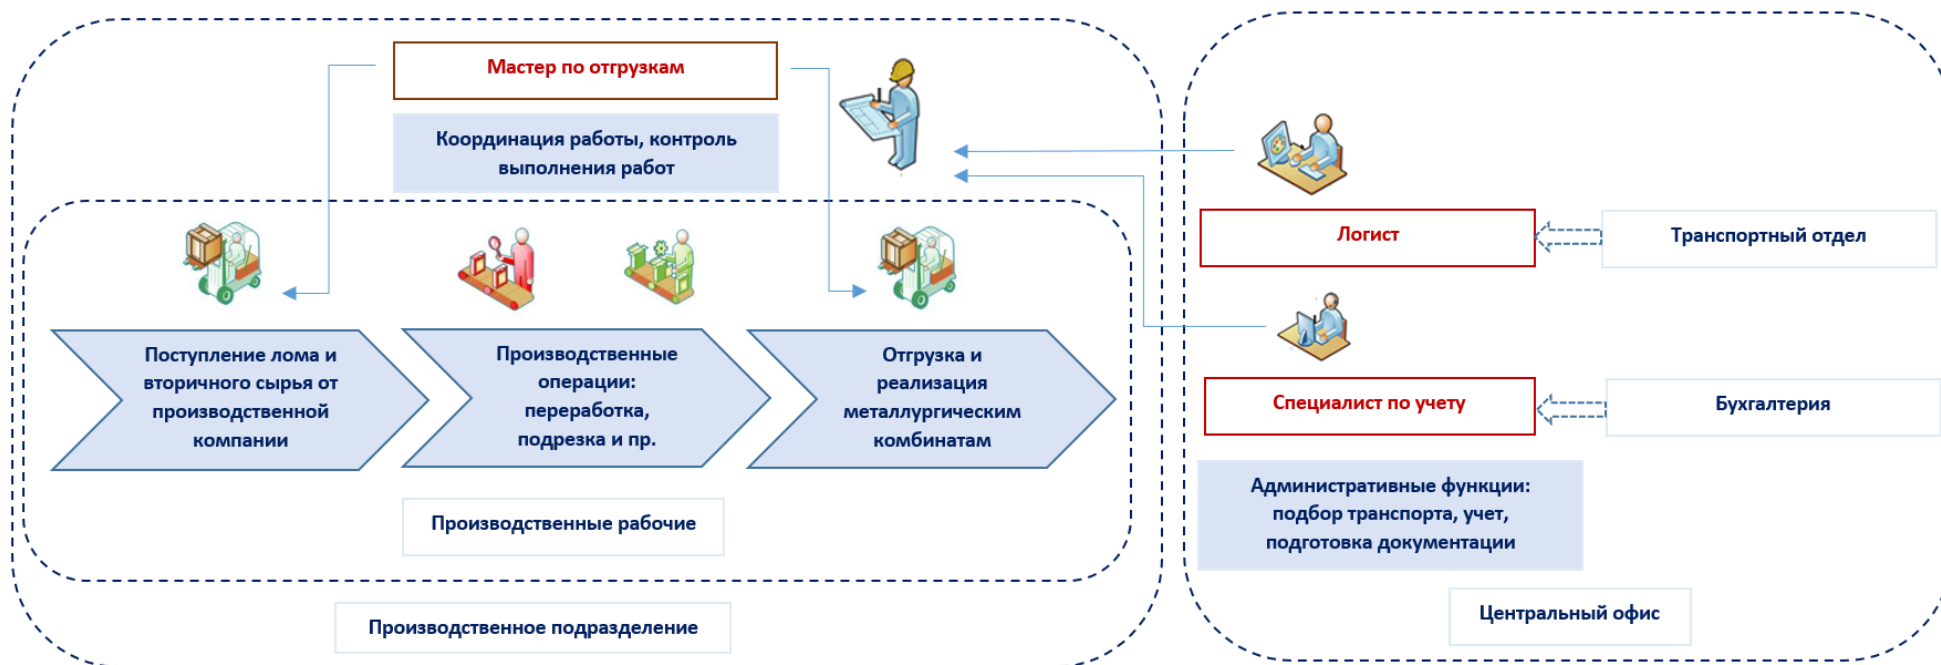 Мастер по отгрузкам
Координация работы, контроль
выполнения работ
Поступление лома и
вторичного сырья от
производственной
компании
Производственные
операции:
переработка,
подрезка и пр.
Отгрузка и
реализация
металлургическим
комбинатам
Производственные рабочие
Производственное подразделение
Логист
Транспортный отдел
Специалист по учету
Бухгалтерия
Административные функции:
подбор транспорта, учет,
подготовка документации
Центральный офис